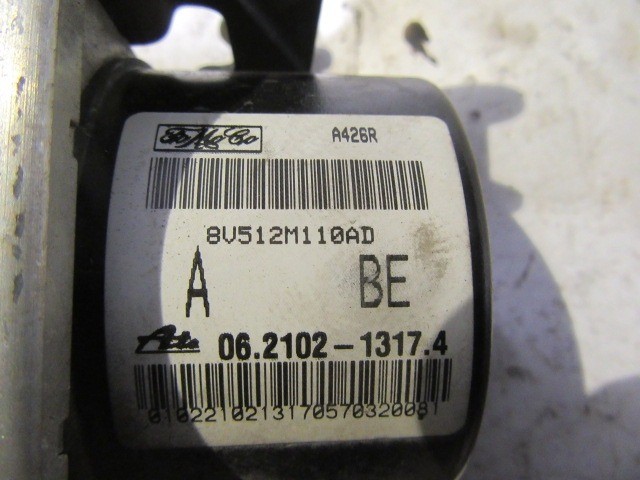 FoMoCo A426R
8V512M110AD
A BE
Ate 06.2102-1317.4
0102210213170570320081